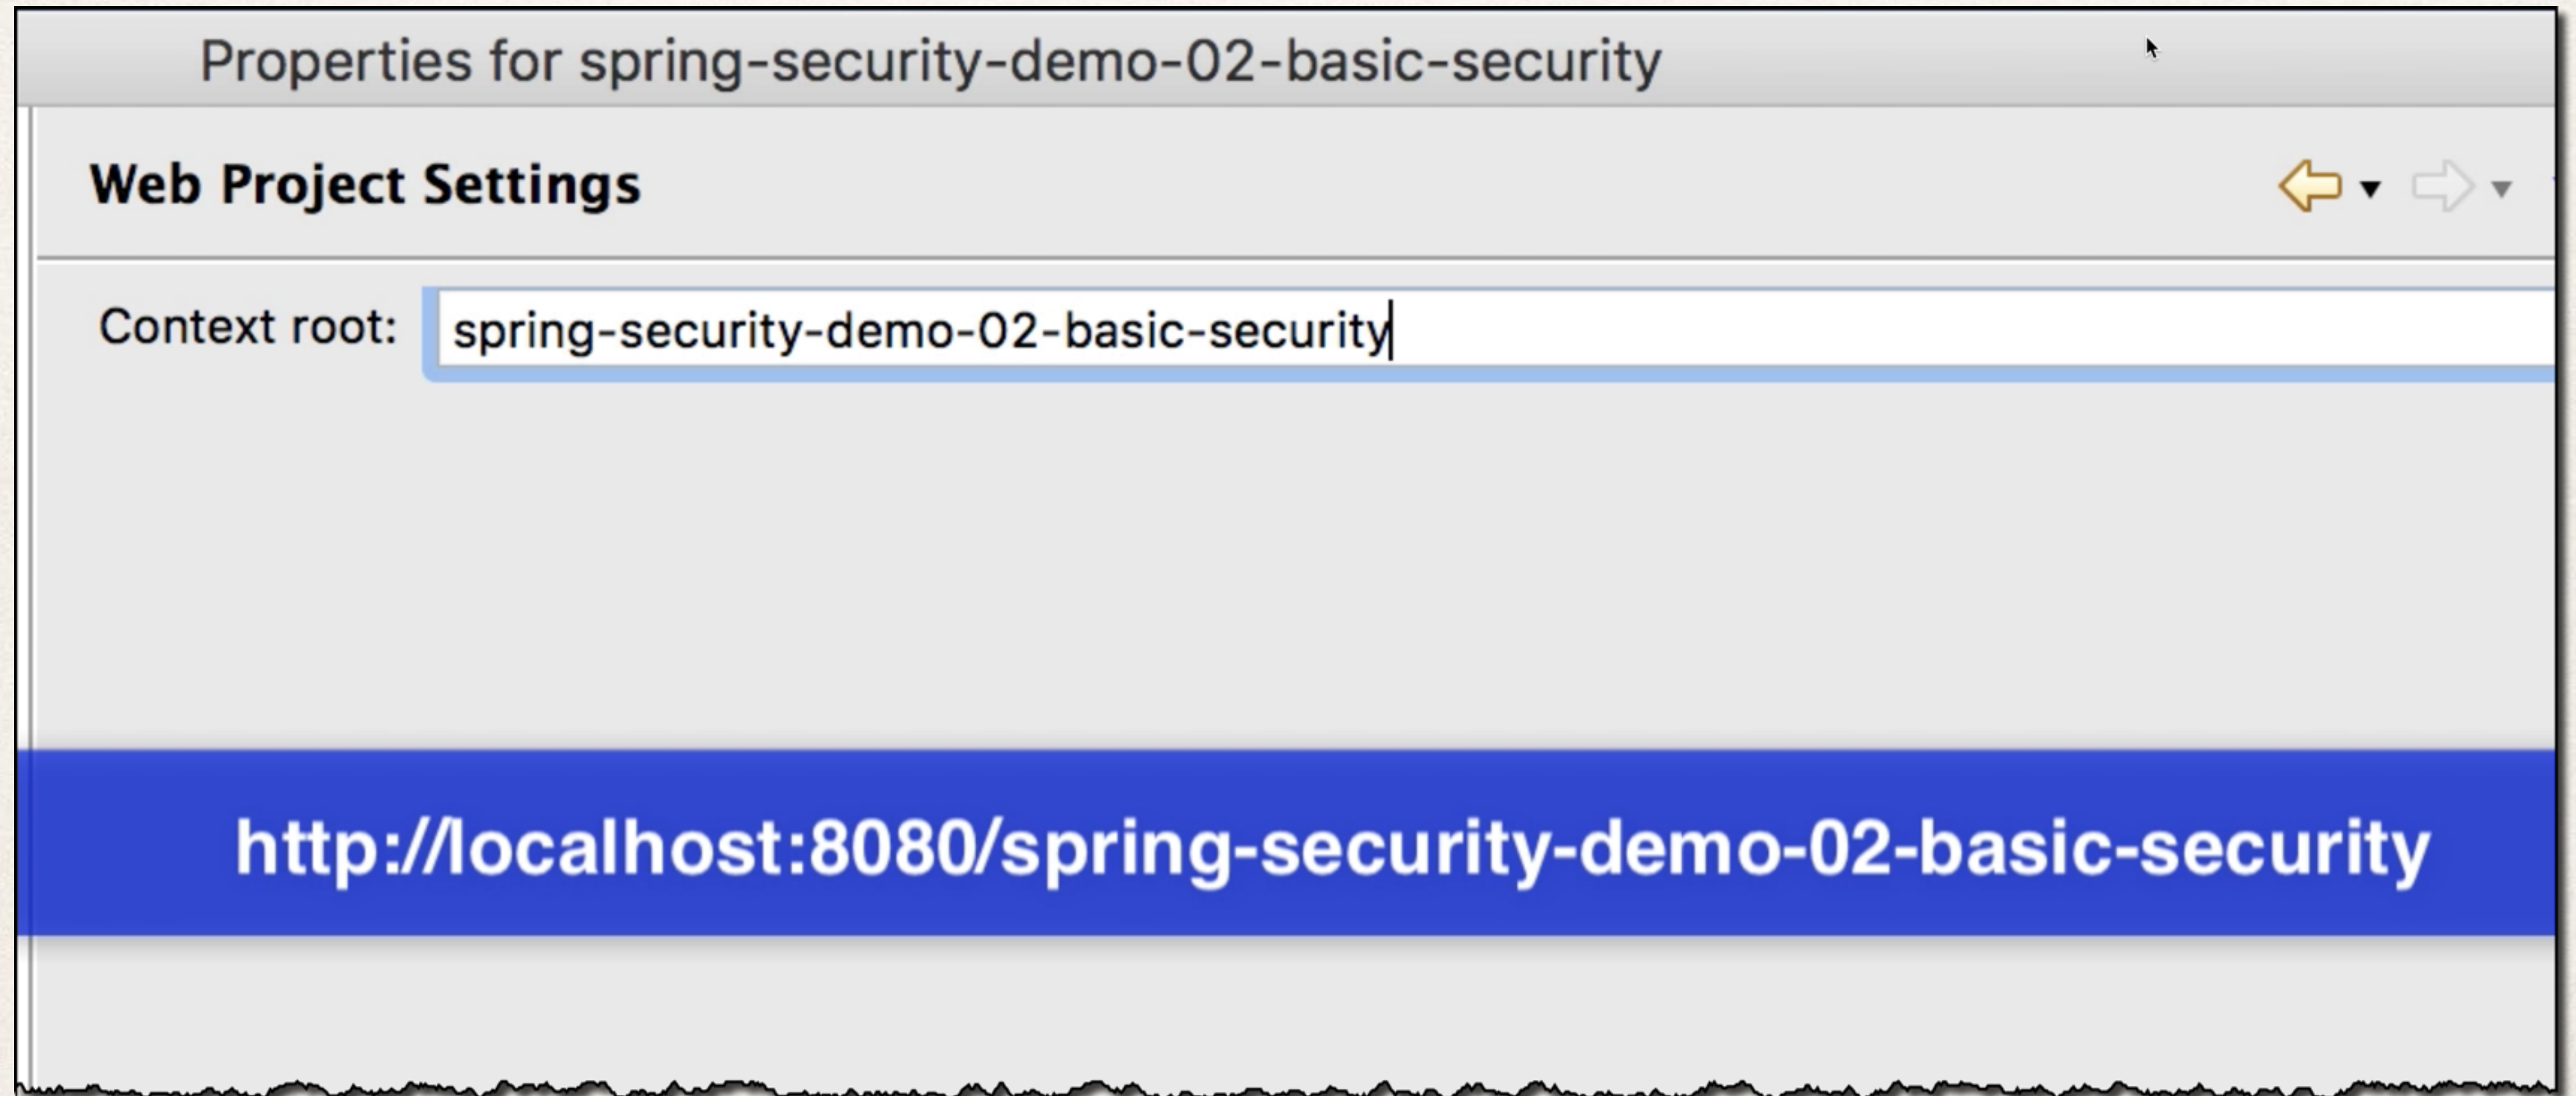 Properties for spring-security-demo-02-basic-security
Web Project Settings
Context root: spring-security-demo-02-basic-security
http://localhost:8080/spring-security-demo-02-basic-security